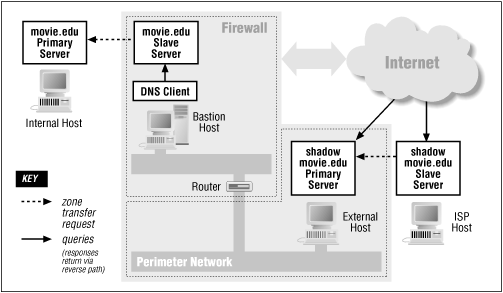 movie.edu
Primary
Server
Internal Host
movie.edu
Slave
Server
DNS Client
Bastion
Host
Firewall
Internet
Router
shadow
movie.edu
Primary
Server
External
Host
shadow
movie.edu
Slave
Server
ISP
Host
Perimeter Network
KEY
zone
transfer
request
queries
(responses
return via
reverse path)